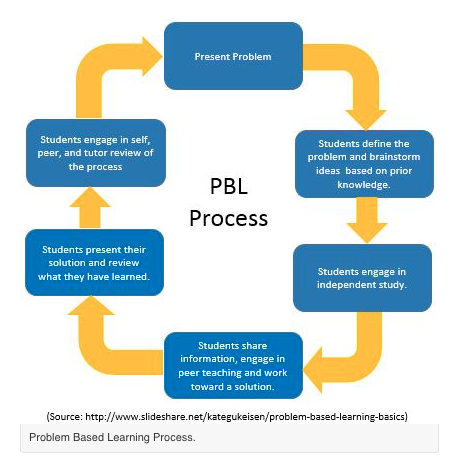 Present Problem
Students define the
problem and brainstorm
ideas based on prior
knowledge.
Students engage in
independent study.
Students share
information, engage in
peer teaching and work
toward a solution.
Students present their
solution and review
what they have learned.
Students engage in self,
peer, and tutor review of
the process
PBL
Process
(Source: http://www.slideshare.net/kategukeisen/problem-based-learning-basics)
Problem Based Learning Process.